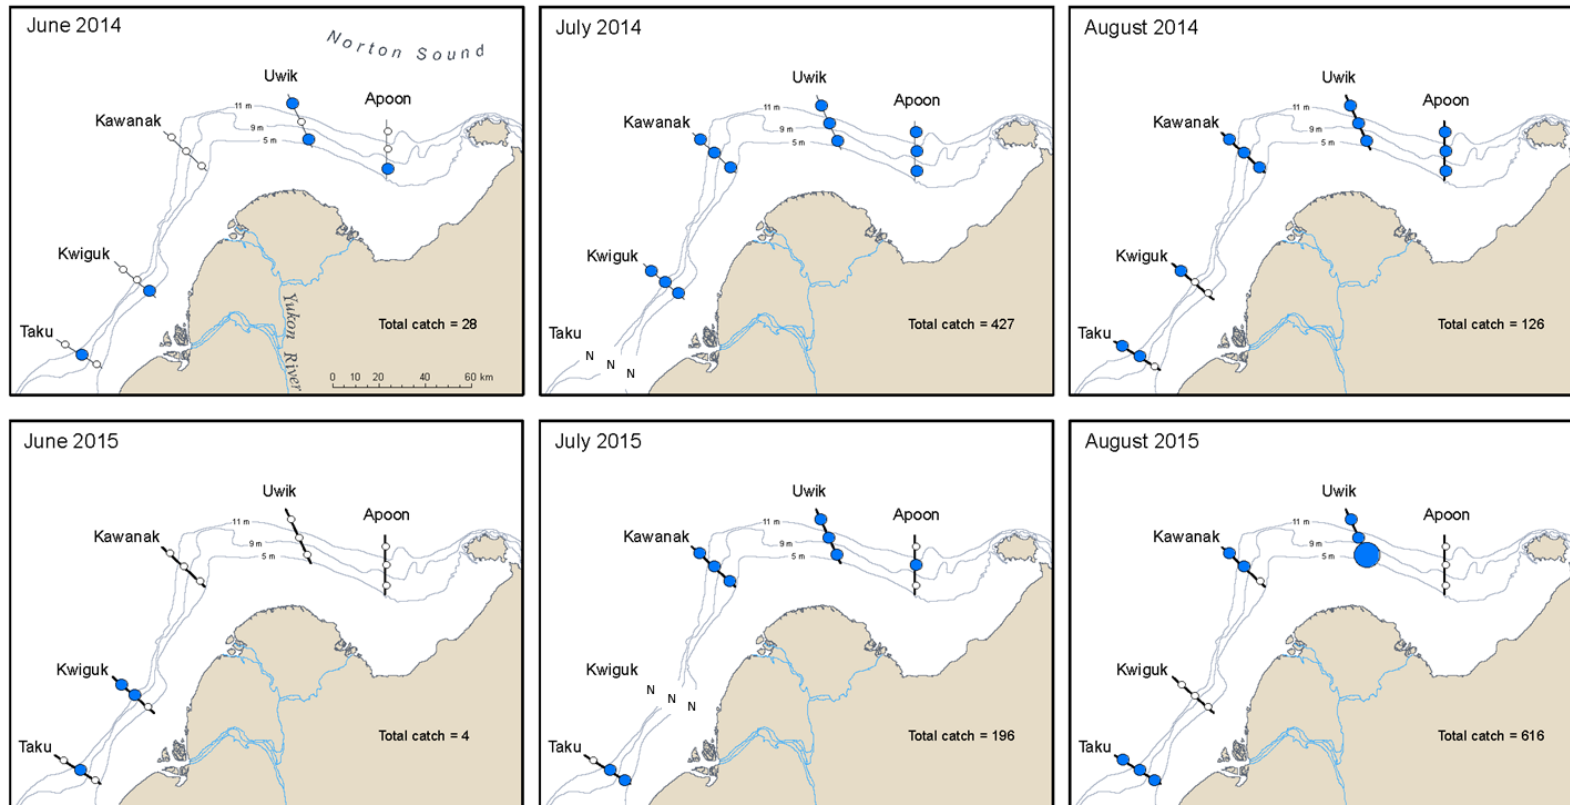 June 2014
Norton Sound
Uwik
Apoon
11 m
Kawanak
9 m
5 m
Kwiguk
Yukon River
Taku
Total catch = 28
0 10 20 40 60 km
July 2014
Uwik
Apoon
11 m
Kawanak
9 m
5 m
Kwiguk
Total catch = 427
Taku
N
N
N
August 2014
Uwik
Apoon
11 m
Kawanak
9 m
5 m
Kwiguk
Total catch = 126
Taku
June 2015
Uwik
Apoon
11 m
Kawanak
9 m
5 m
Kwiguk
Total catch = 4
Taku
July 2015
Uwik
Apoon
11 m
Kawanak
9 m
5 m
Kwiguk
N
N
N
Total catch = 196
Taku
August 2015
Uwik
Apoon
11 m
Kawanak
9 m
5 m
Kwiguk
Total catch = 616
Taku